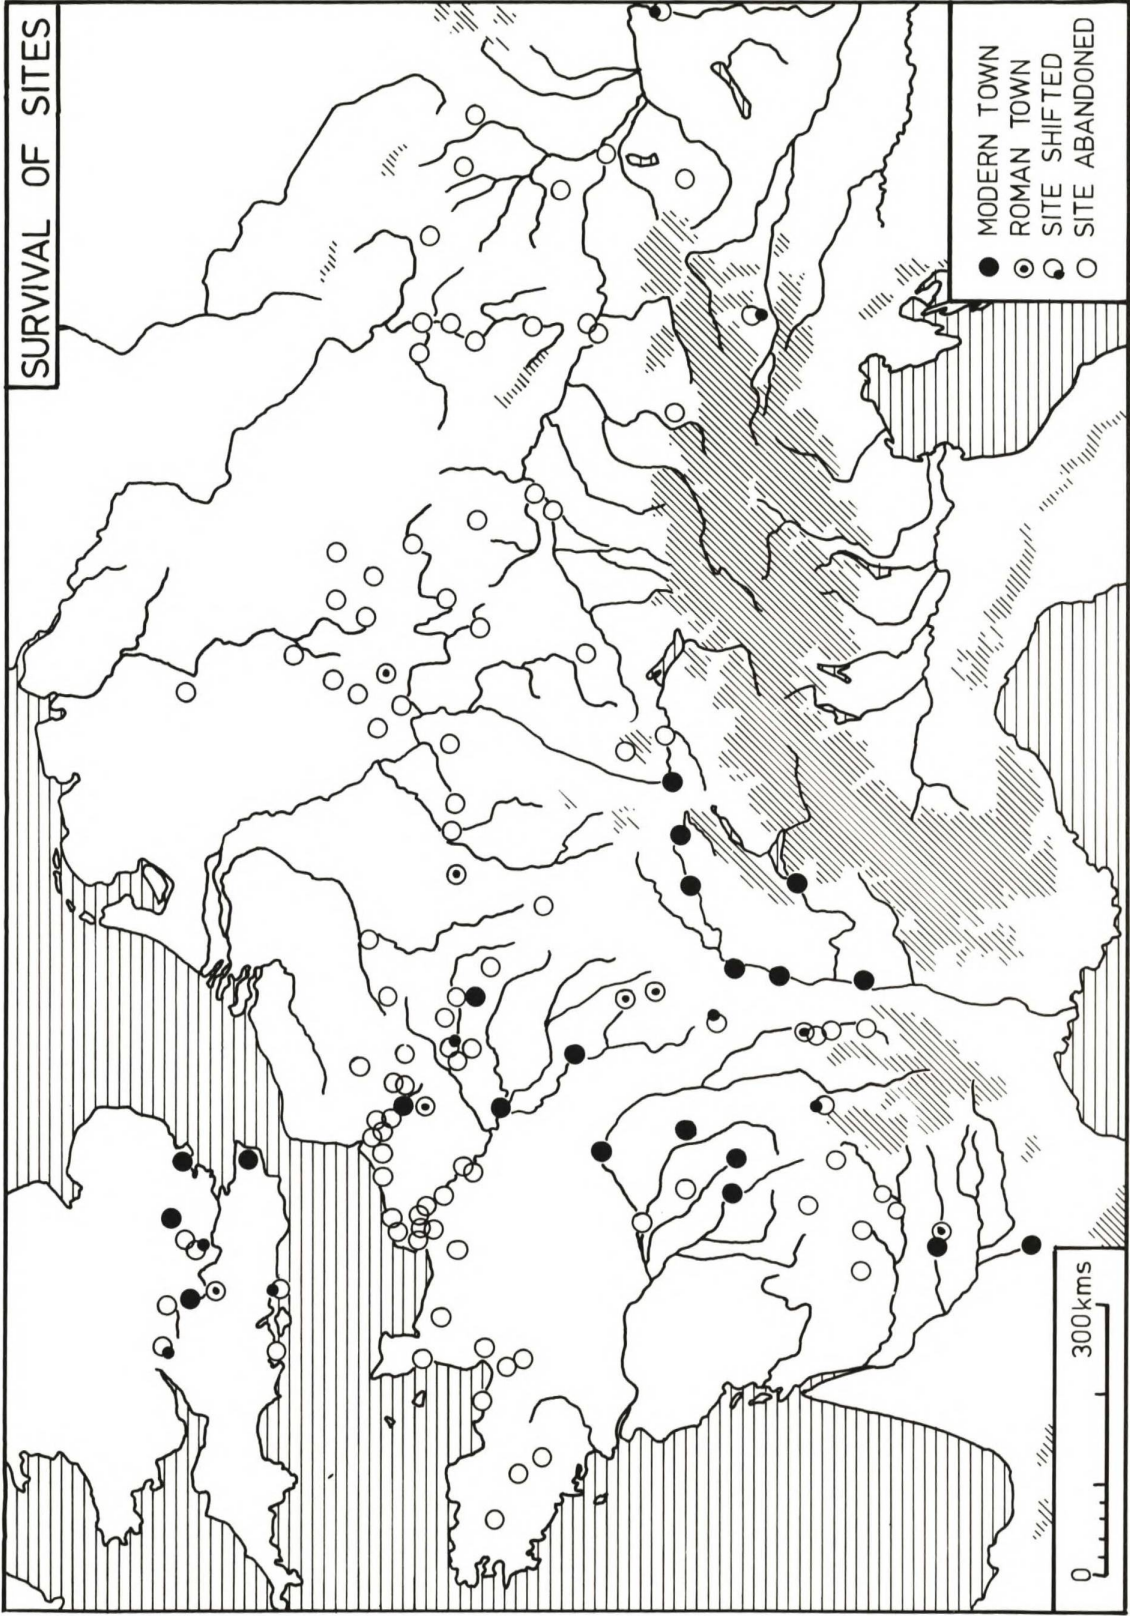 SURVIVAL OF SITES
MODERN TOWN
ROMAN TOWN
SITE SHIFTED
SITE ABANDONED
0 300kms